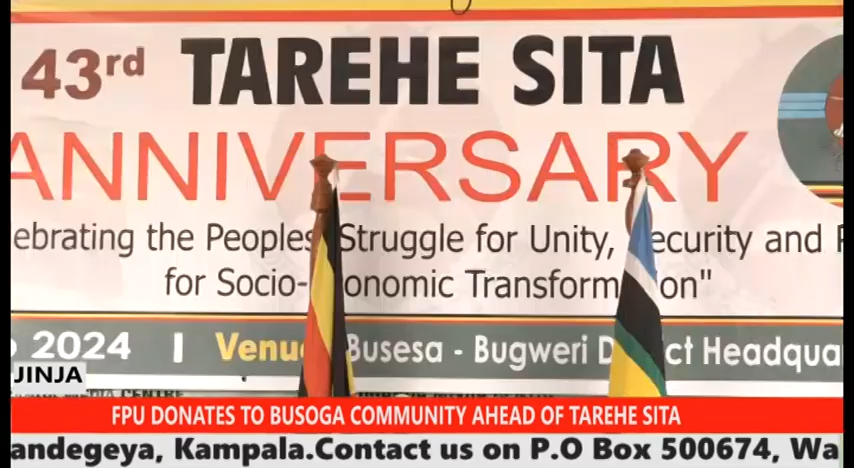 43rd TAREHE SITA
ANNIVERSARY
ebrating the Peoples Struggle for Unity, ecurity and
for Socio- onomic Transform on"
2024 | Venue Busesa - Bugweri D ct Headqua
JINJA
FPU DONATES TO BUSOGA COMMUNITY AHEAD OF TAREHE SITA
andegeya, Kampala.Contact us on P.O Box 500674, Wa